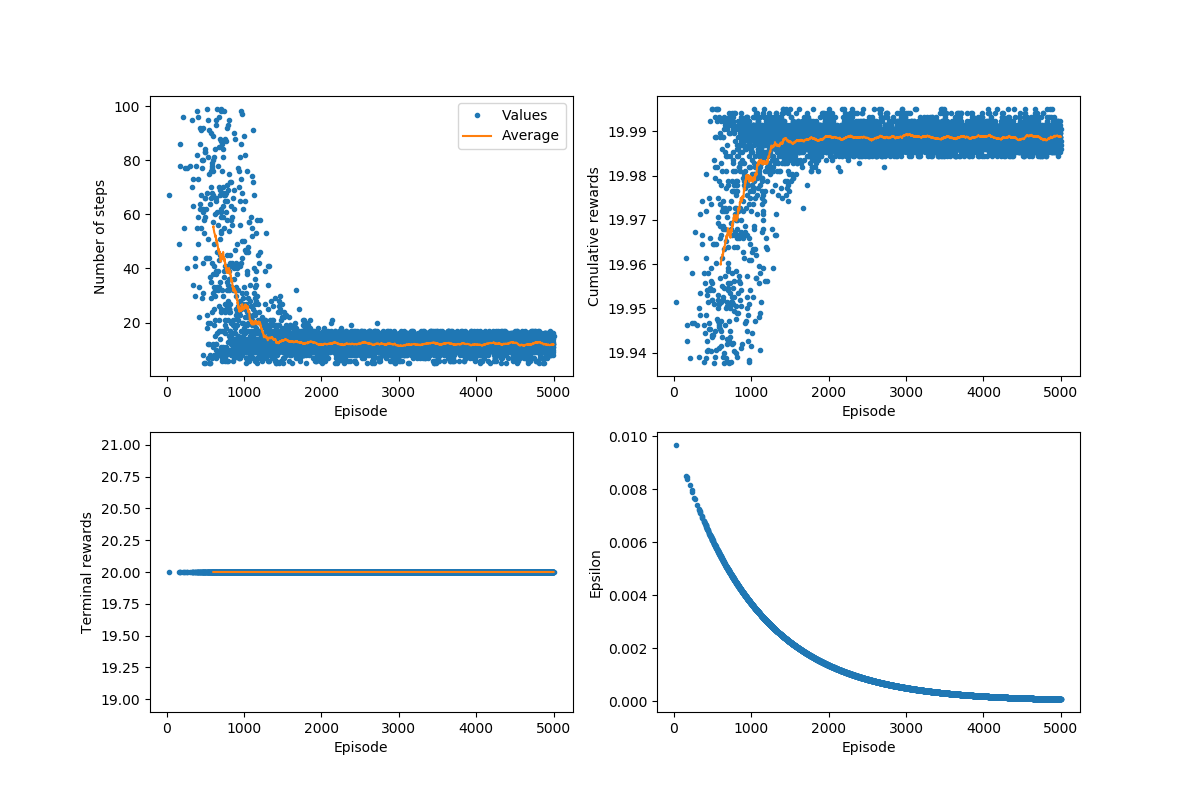 Number of steps
100
80
60
40
20
Values
Average
0 1000 2000 3000 4000 5000
Episode
Cumulative rewards
19.99
19.98
19.97
19.96
19.95
19.94
0 1000 2000 3000 4000 5000
Episode
Terminal rewards
21.00
20.75
20.50
20.25
20.00
19.75
19.50
19.25
19.00
0 1000 2000 3000 4000 5000
Episode
Epsilon
0.010
0.008
0.006
0.004
0.002
0.000
0 1000 2000 3000 4000 5000
Episode